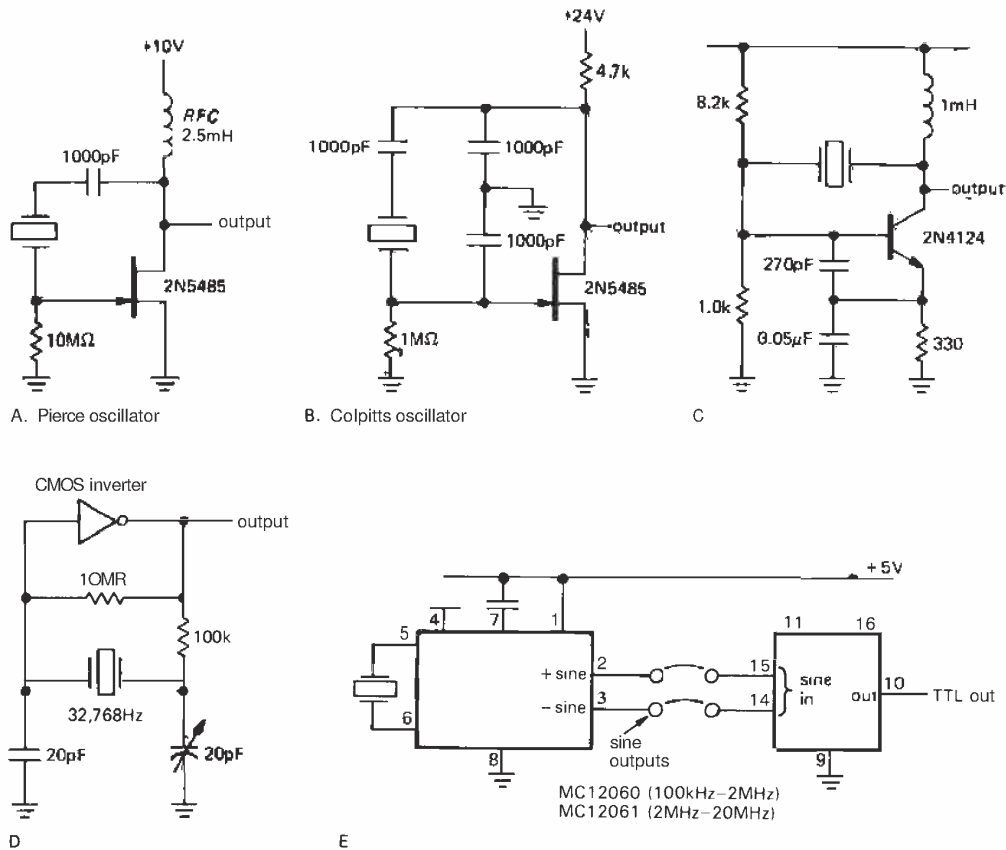 +10V
RFC
2.5mH
1000pF
output
2N5485
10MΩ
A. Pierce oscillator
+24V
4.7k
1000pF
1000pF
1000pF
output
2N5485
1MΩ
B. Colpitts oscillator
8.2k
1mH
output
2N4124
270pF
1.0k
0.05µF
330
C
CMOS inverter
output
10MR
100k
32,768Hz
20pF
20pF
D
+5V
4
7
1
5
6
8
+sine
2
−sine
3
sine
outputs
11
16
15
14
sine
in
out
10
TTL out
9
MC12060 (100kHz–2MHz)
MC12061 (2MHz–20MHz)
E